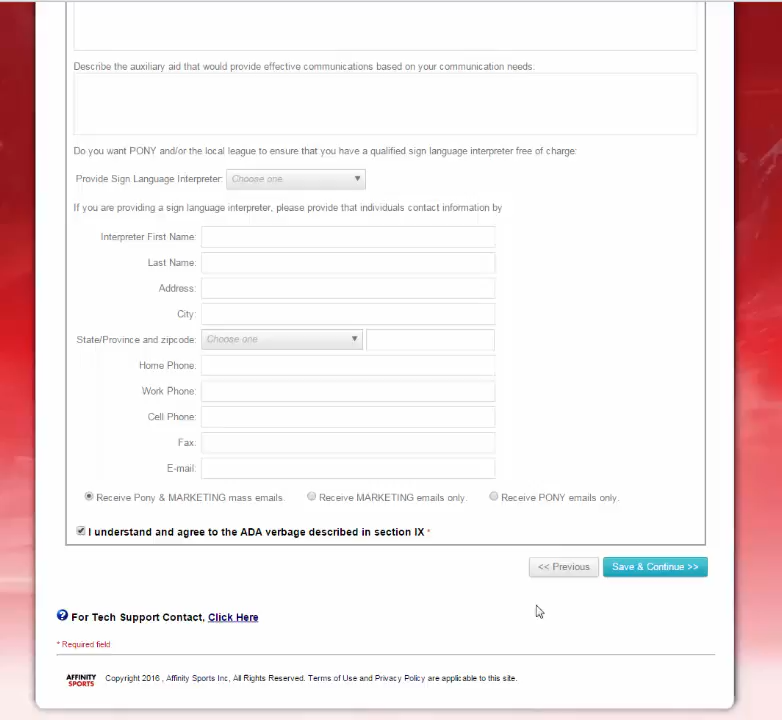 Describe the auxiliary aid that would provide effective communications based on your communication needs.
Do you want PONY and/or the local league to ensure that you have a qualified sign language interpreter free of charge:
Provide Sign Language Interpreter: Choose one
If you are providing a sign language interpreter, please provide that individuals contact information by
Interpreter First Name:
Last Name:
Address:
City:
State/Province and zipcode: Choose one
Home Phone:
Work Phone:
Cell Phone:
Fax:
E-mail:
Receive Pony & MARKETING mass emails. Receive MARKETING emails only. Receive PONY emails only.
I understand and agree to the ADA verbage described in section IX *
<< Previous Save & Continue >>
? For Tech Support Contact, Click Here
* Required field
AFFINITY SPORTS Copyright 2016 , Affinity Sports Inc, All Rights Reserved. Terms of Use and Privacy Policy are applicable to this site.